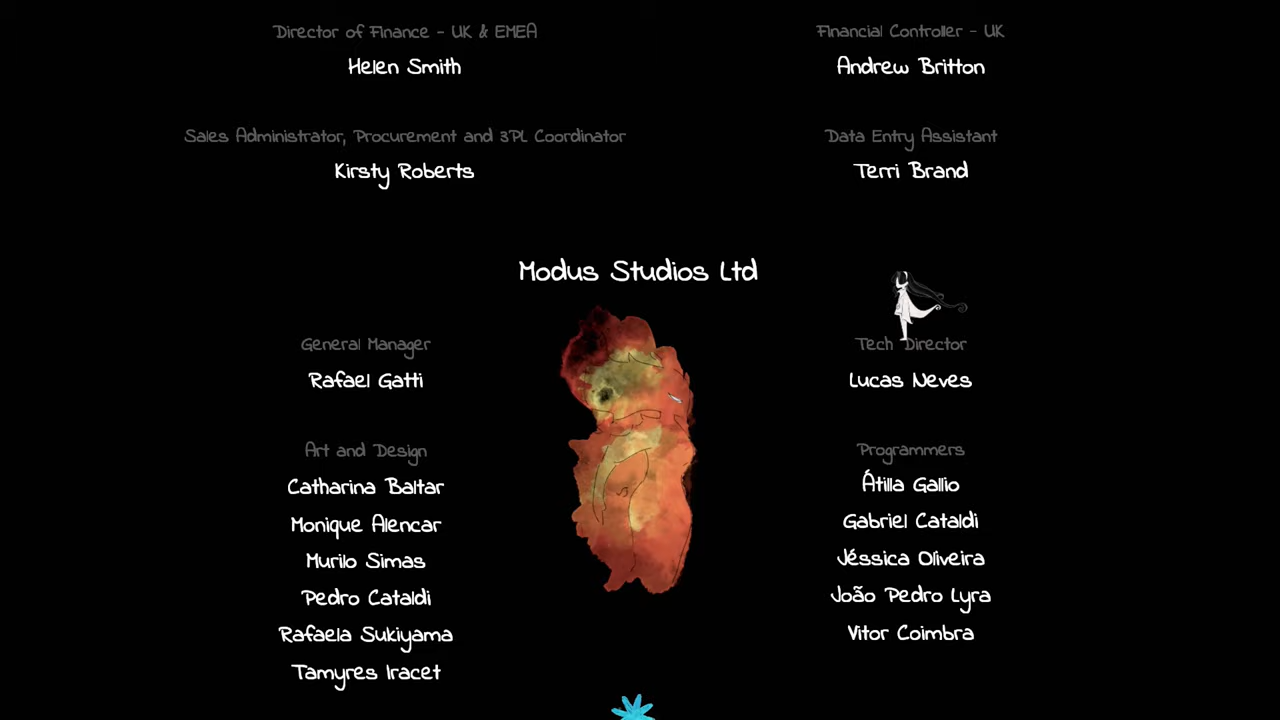 Director of Finance - UK & EMEA
Helen Smith
Financial Controller - UK
Andrew Britton
Sales Administrator, Procurement and 3PL Coordinator
Kirsty Roberts
Data Entry Assistant
Terri Brand
Modus Studios Ltd
General Manager
Rafael Gatti
Tech Director
Lucas Neves
Art and Design
Catharina Baltar
Monique Alencar
Murilo Simas
Pedro Cataldi
Rafaela Sukiyama
Tamyres Iracet
Programmers
Átilla Gallio
Gabriel Cataldi
Jéssica Oliveira
João Pedro Lyra
Vitor Coimbra